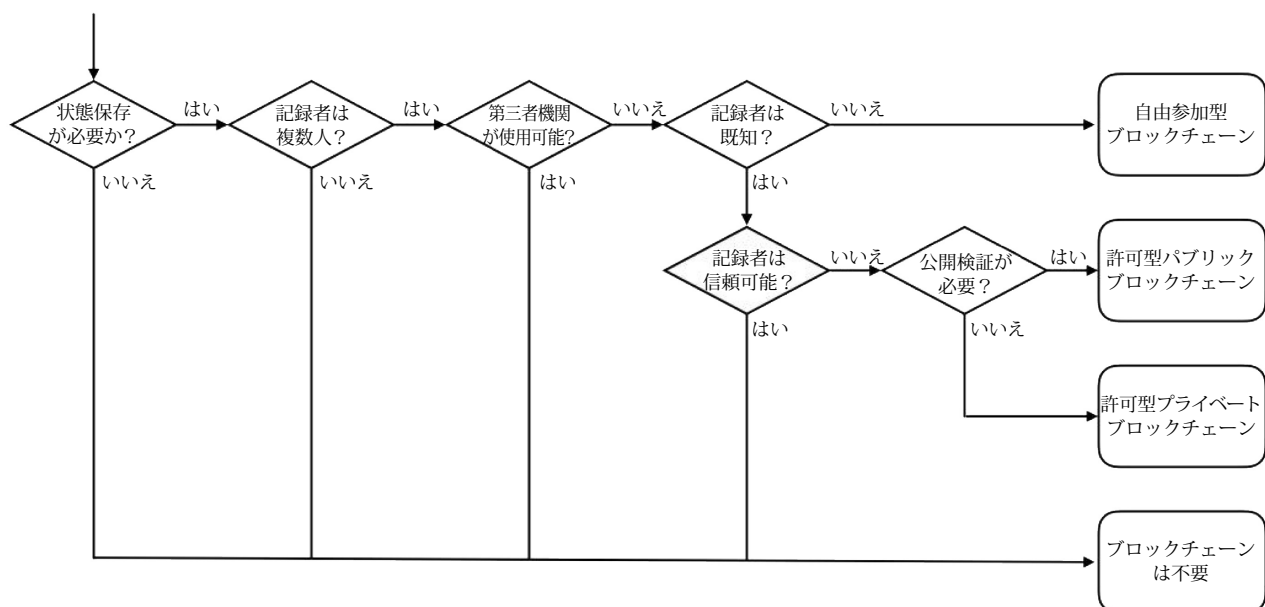 状態保存
が必要か?
はい
記録者は
複数人?
はい
第三者機関
が使用可能?
いいえ
記録者は
既知?
いいえ
自由参加型
ブロックチェーン
いいえ
いいえ
はい
はい
記録者は
信頼可能?
いいえ
公開検証が
必要?
はい
許可型パブリック
ブロックチェーン
はい
いいえ
許可型プライベート
ブロックチェーン
ブロックチェーン
は不要